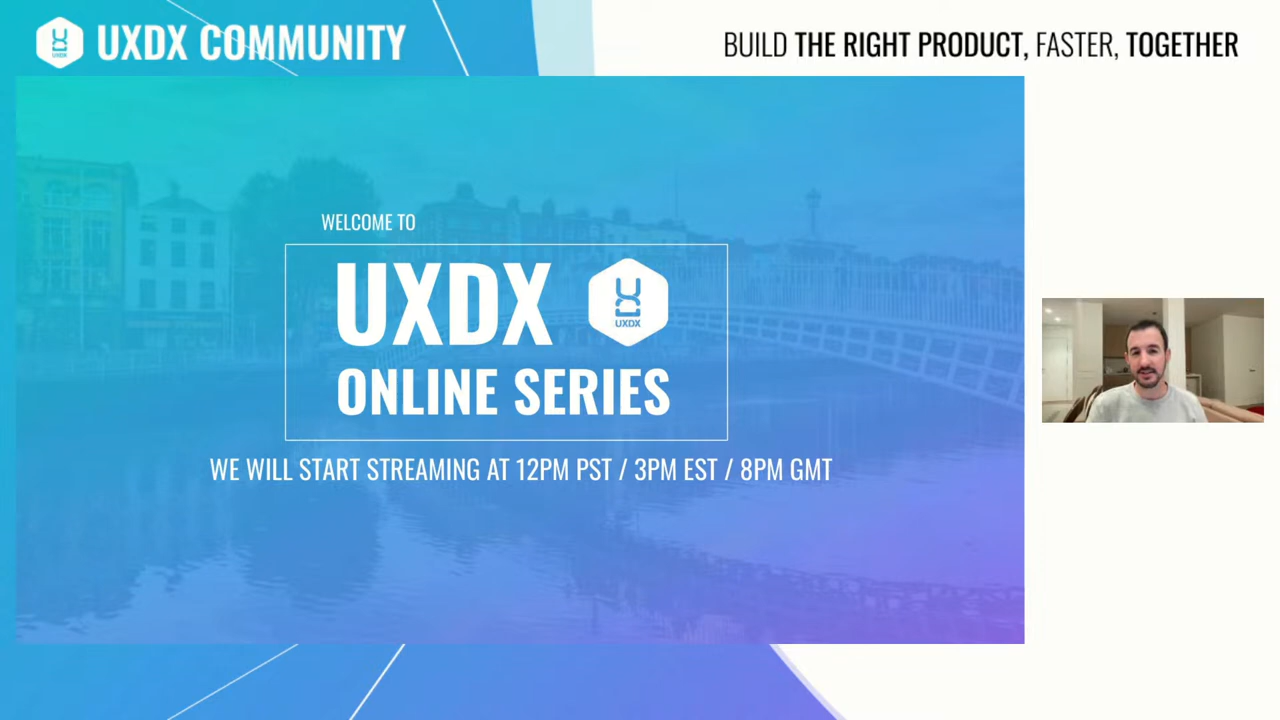 UXDX
UXDX COMMUNITY
BUILD THE RIGHT PRODUCT, FASTER, TOGETHER
WELCOME TO
UXDX
UXDX
ONLINE SERIES
WE WILL START STREAMING AT 12PM PST / 3PM EST / 8PM GMT